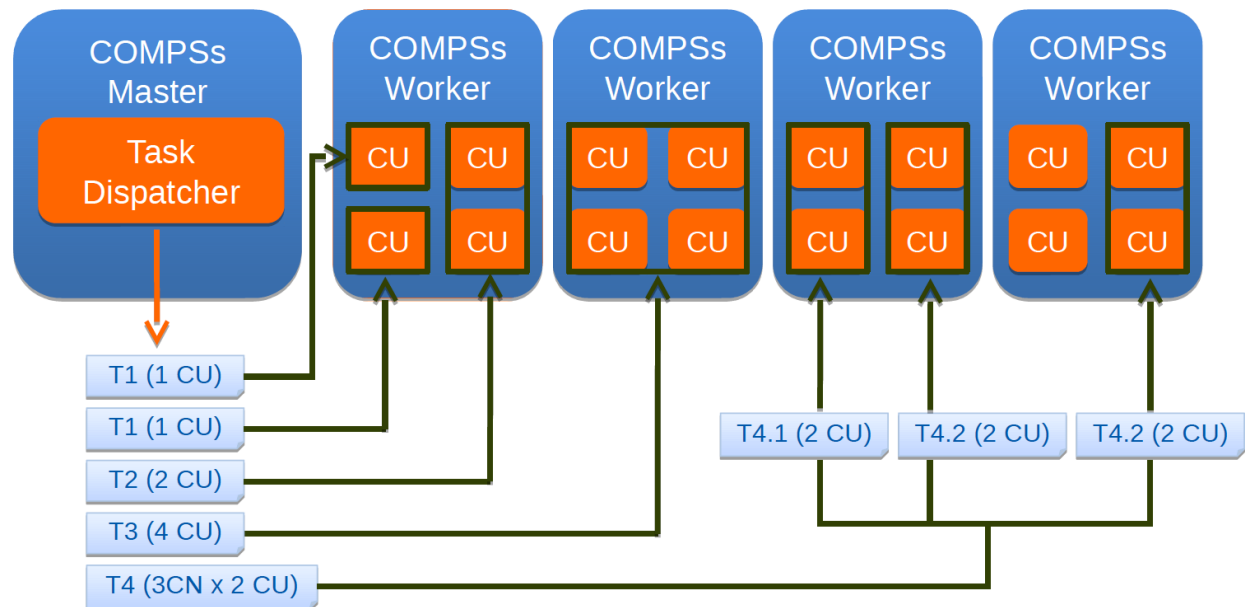 COMPSs
Master
Task
Dispatcher
COMPSs
Worker
CU CU
CU CU
COMPSs
Worker
CU CU
CU CU
COMPSs
Worker
CU CU
CU CU
COMPSs
Worker
CU CU
CU CU
T1 (1 CU)
T1 (1 CU)
T2 (2 CU)
T3 (4 CU)
T4 (3CN x 2 CU)
T4.1 (2 CU)
T4.2 (2 CU)
T4.2 (2 CU)